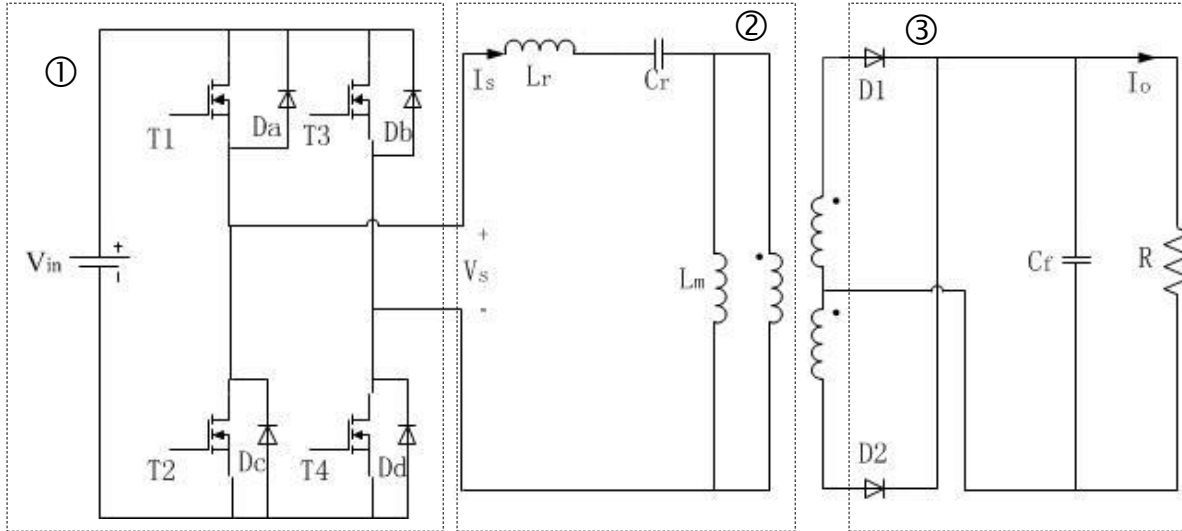 ①
②
③
T1
Da
T3
Db
Vin
+
-
T2
Dc
T4
Dd
Is
Lr
Cr
+
Vs
-
Lm
D1
Io
Cf
R
D2